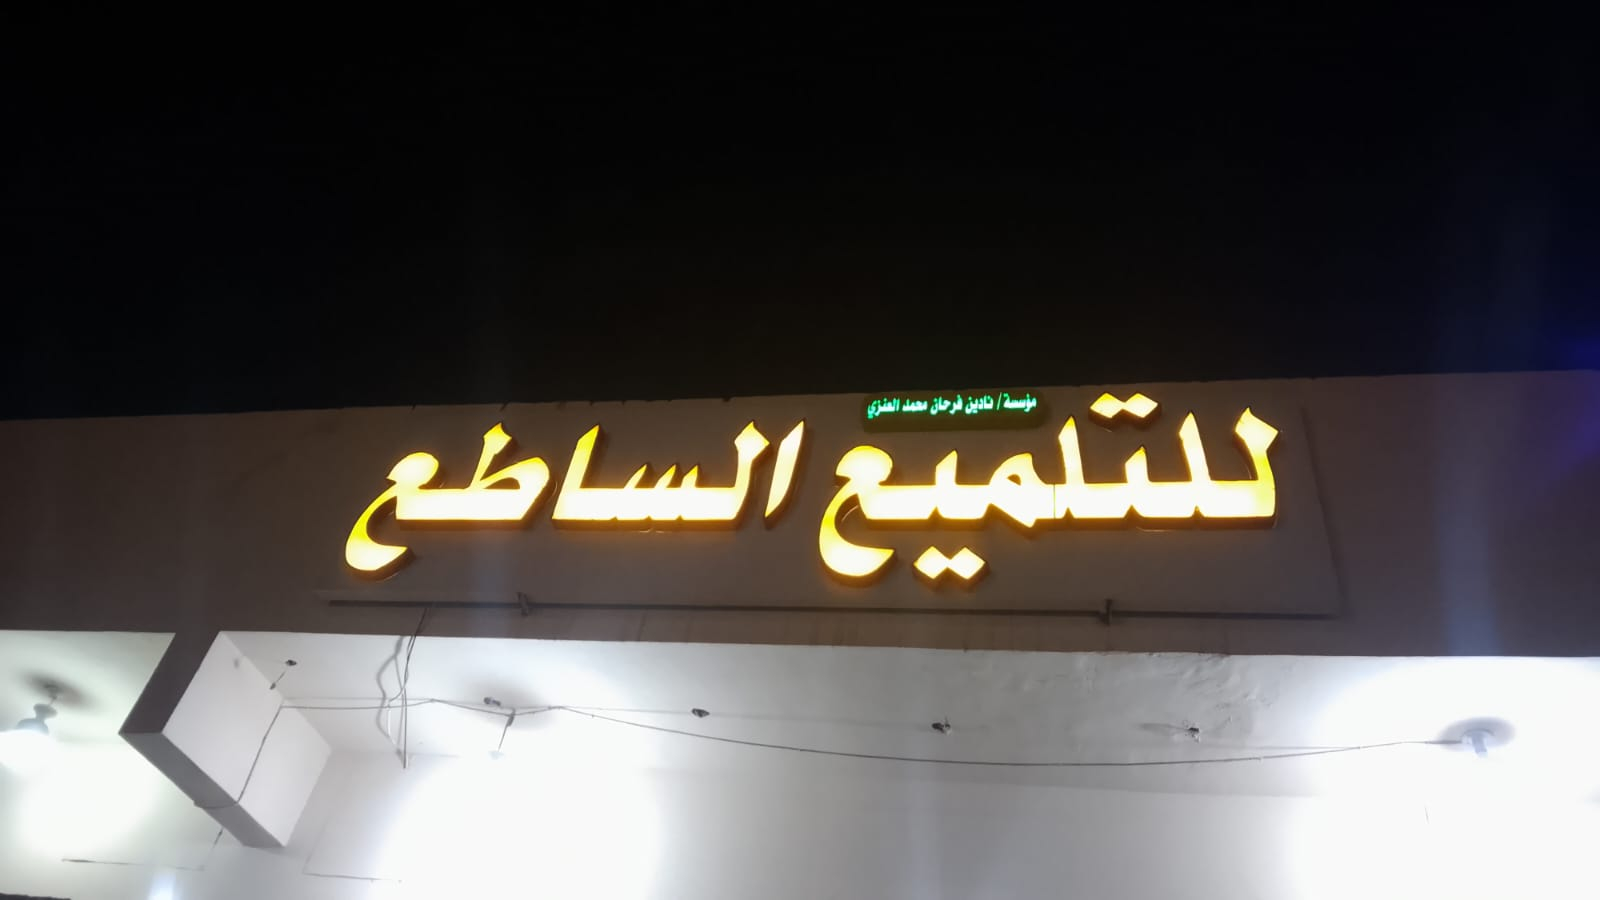 مؤسسة / نادين فرحان محمد العنزي
للتلميع الساطع